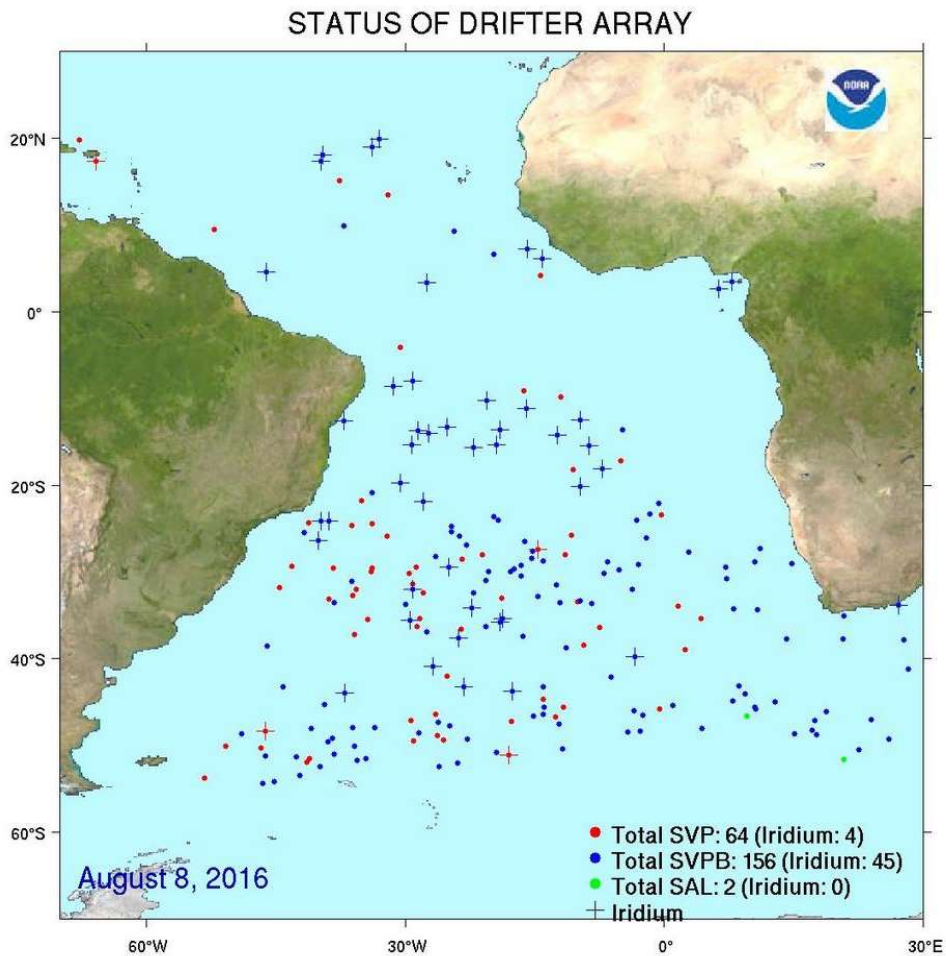 STATUS OF DRIFTER ARRAY
NOAA
20°N
0°
20°S
40°S
60°S
Total SVP: 64 (Iridium: 4)
Total SVPB: 156 (Iridium: 45)
Total SAL: 2 (Iridium: 0)
Iridium
August 8, 2016
60°W
30°W
0°
30°E